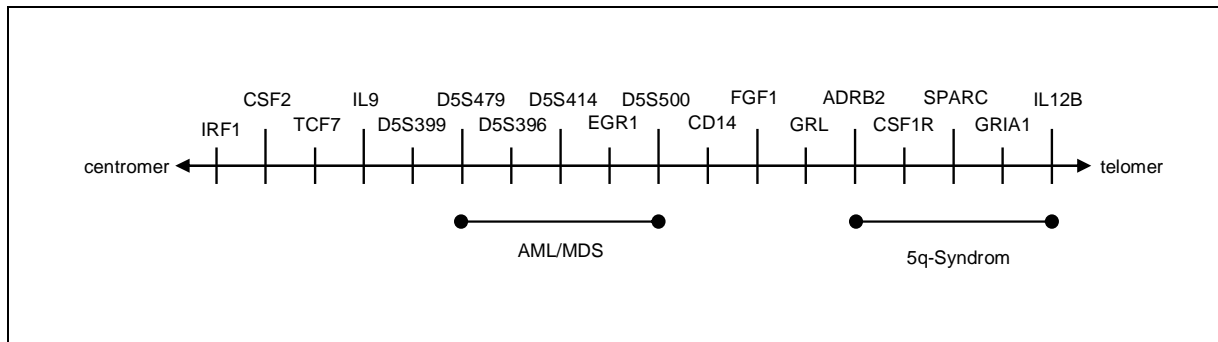 CSF2 IL9 D5S479 D5S414 D5S500 FGF1 ADRB2 SPARC IL12B
IRF1 TCF7 D5S399 D5S396 EGR1 CD14 GRL CSF1R GRIA1
centromer telomer
AML/MDS 5q-Syndrom